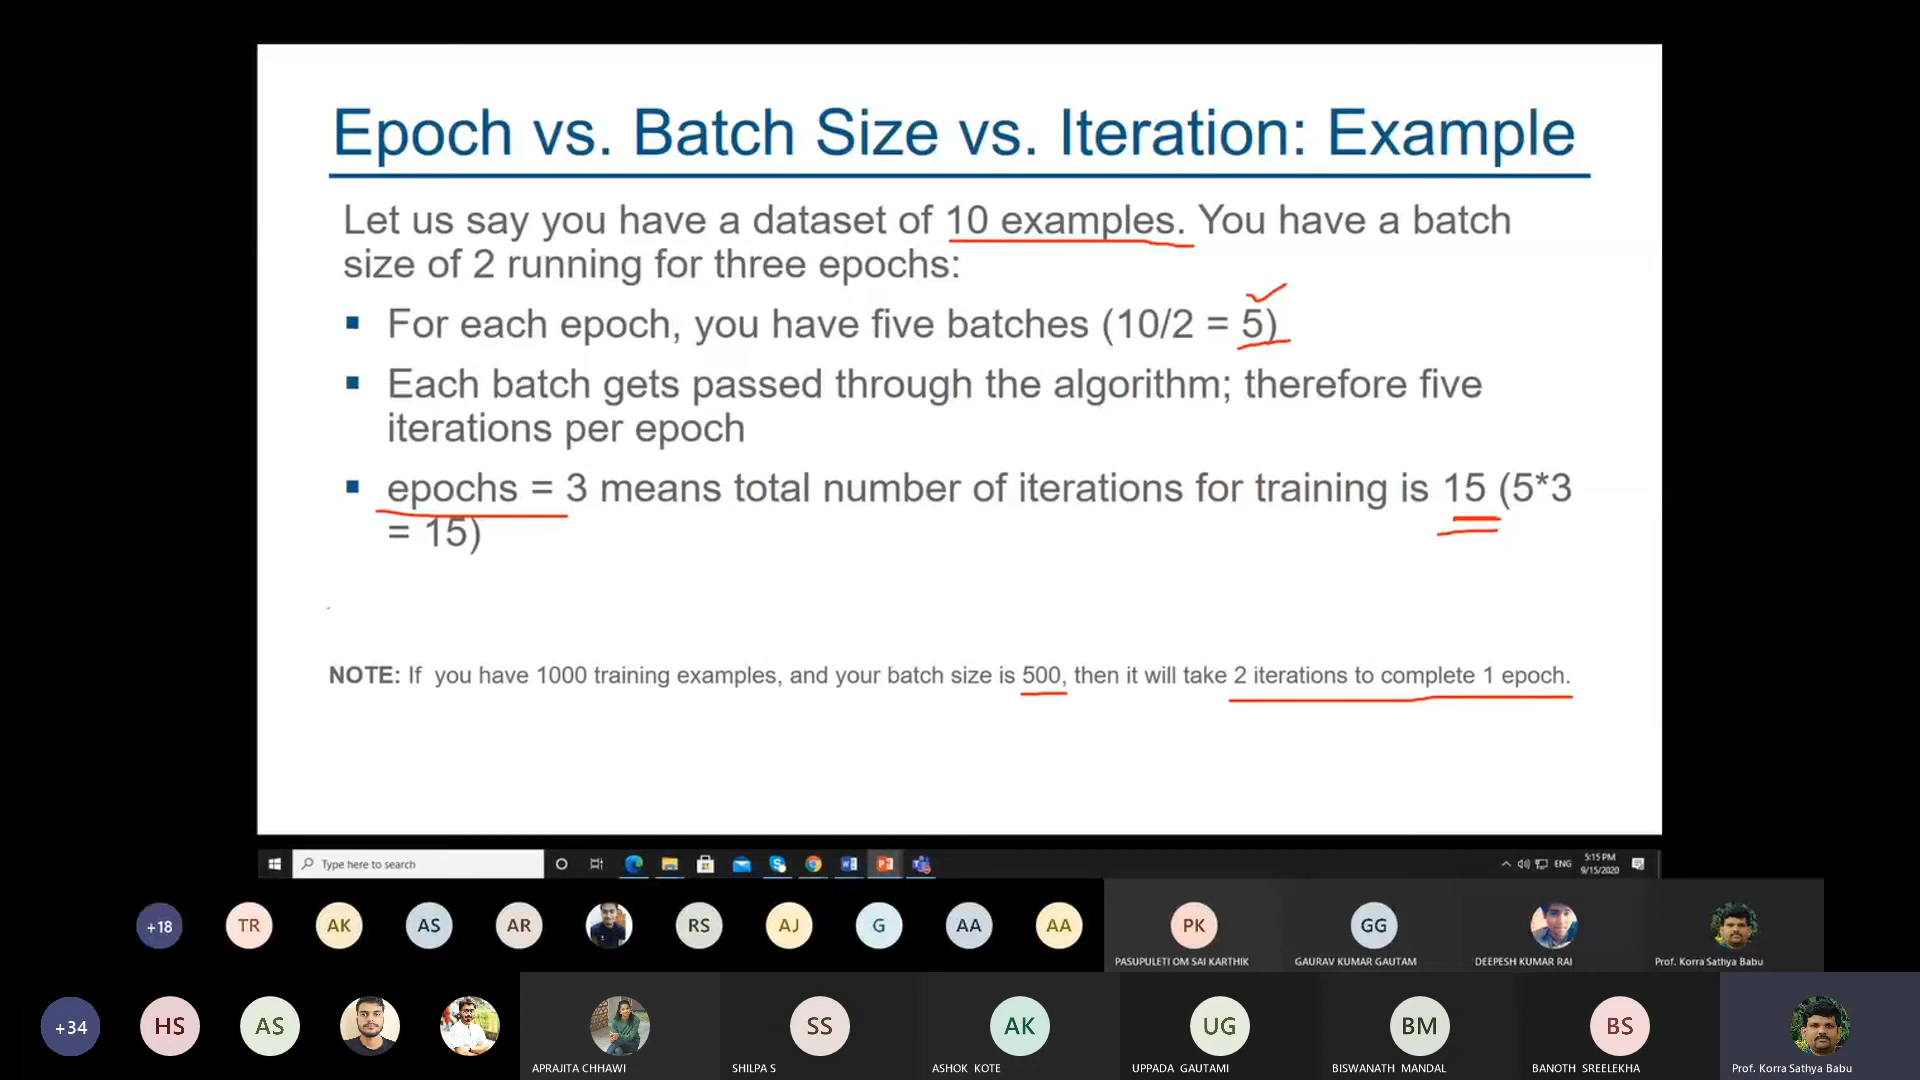 Epoch vs. Batch Size vs. Iteration: Example
Let us say you have a dataset of 10 examples. You have a batch
size of 2 running for three epochs:
▪ For each epoch, you have five batches (10/2 = 5)
▪ Each batch gets passed through the algorithm; therefore five
iterations per epoch
▪ epochs = 3 means total number of iterations for training is 15 (5*3
= 15)
NOTE: If you have 1000 training examples, and your batch size is 500, then it will take 2 iterations to complete 1 epoch.
Type here to search
ENG
5:15 PM
9/15/2020
+18 TR AK AS AR RS AJ G AA AA PK GG
PASUPULETI OM SAI KARTHIK GAURAV KUMAR GAUTAM DEEPESH KUMAR RAI Prof. Korra Sathya Babu
+34 HS AS SS AK UG BM BS
APRAJITA CHHAWI SHILPA S ASHOK KOTE UPPADA GAUTAMI BISWANATH MANDAL BANOTH SREELEKHA Prof. Korra Sathya Babu